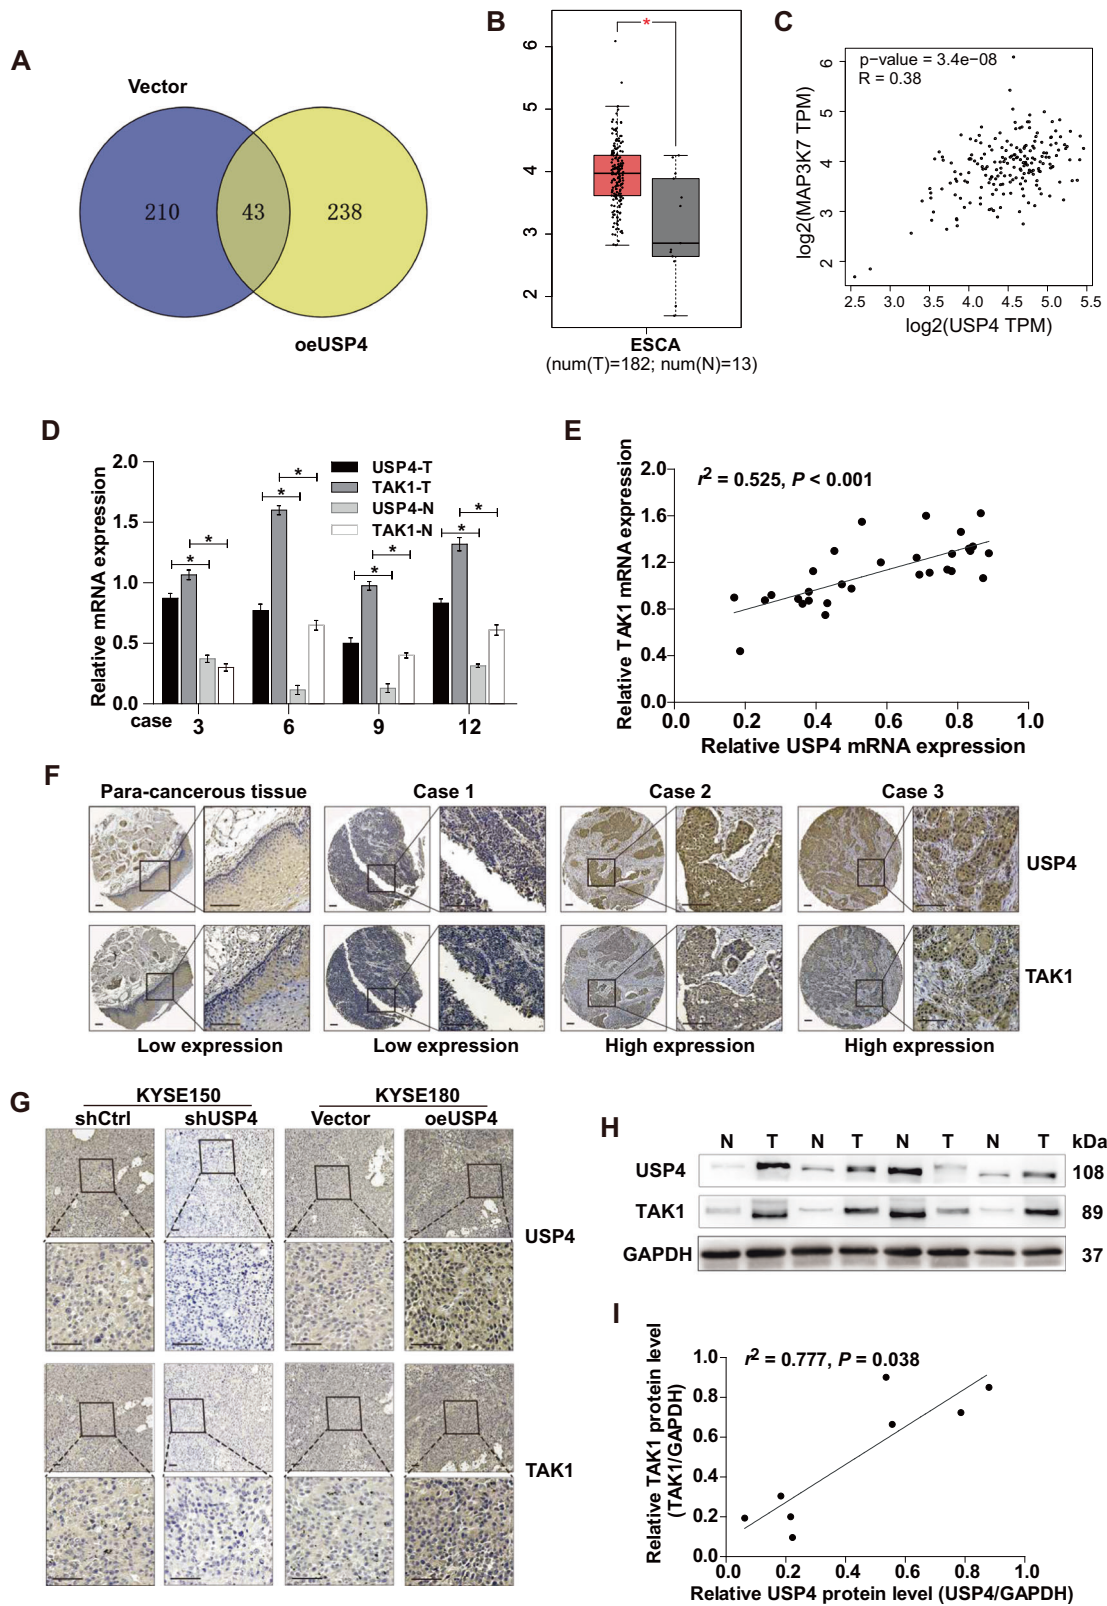 A
Vector
210
43
238
oeUSP4
B
*
6
5
4
3
2
ESCA
(num(T)=182; num(N)=13)
C
p−value = 3.4e−08
R = 0.38
log2(MAP3K7 TPM)
6
5
4
3
2
2.5 3.0 3.5 4.0 4.5 5.0 5.5
log2(USP4 TPM)
D
Relative mRNA expression
2.0
1.5
1.0
0.5
0.0
USP4-T
TAK1-T
USP4-N
TAK1-N
* *
* *
* *
* *
case 3 6 9 12
E
r2 = 0.525, P < 0.001
Relative TAK1 mRNA expression
2.0
1.6
1.2
0.8
0.4
0.0
0.0 0.2 0.4 0.6 0.8 1.0
Relative USP4 mRNA expression
F
Para-cancerous tissue Case 1 Case 2 Case 3
USP4
TAK1
Low expression Low expression High expression High expression
G
KYSE150 KYSE180
shCtrl shUSP4 Vector oeUSP4
USP4
TAK1
H
N T N T N T N T kDa
USP4 108
TAK1 89
GAPDH 37
I
r2 = 0.777, P = 0.038
Relative TAK1 protein level
(TAK1/GAPDH)
1.0
0.8
0.6
0.4
0.2
0.0
0.0 0.2 0.4 0.6 0.8 1.0
Relative USP4 protein level (USP4/GAPDH)